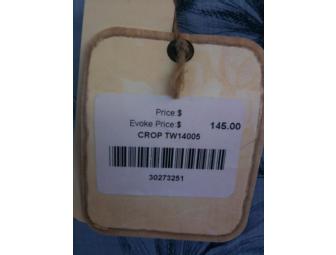 Price:$
Evoke Price:$ 145.00
CROP TW14005
30273251